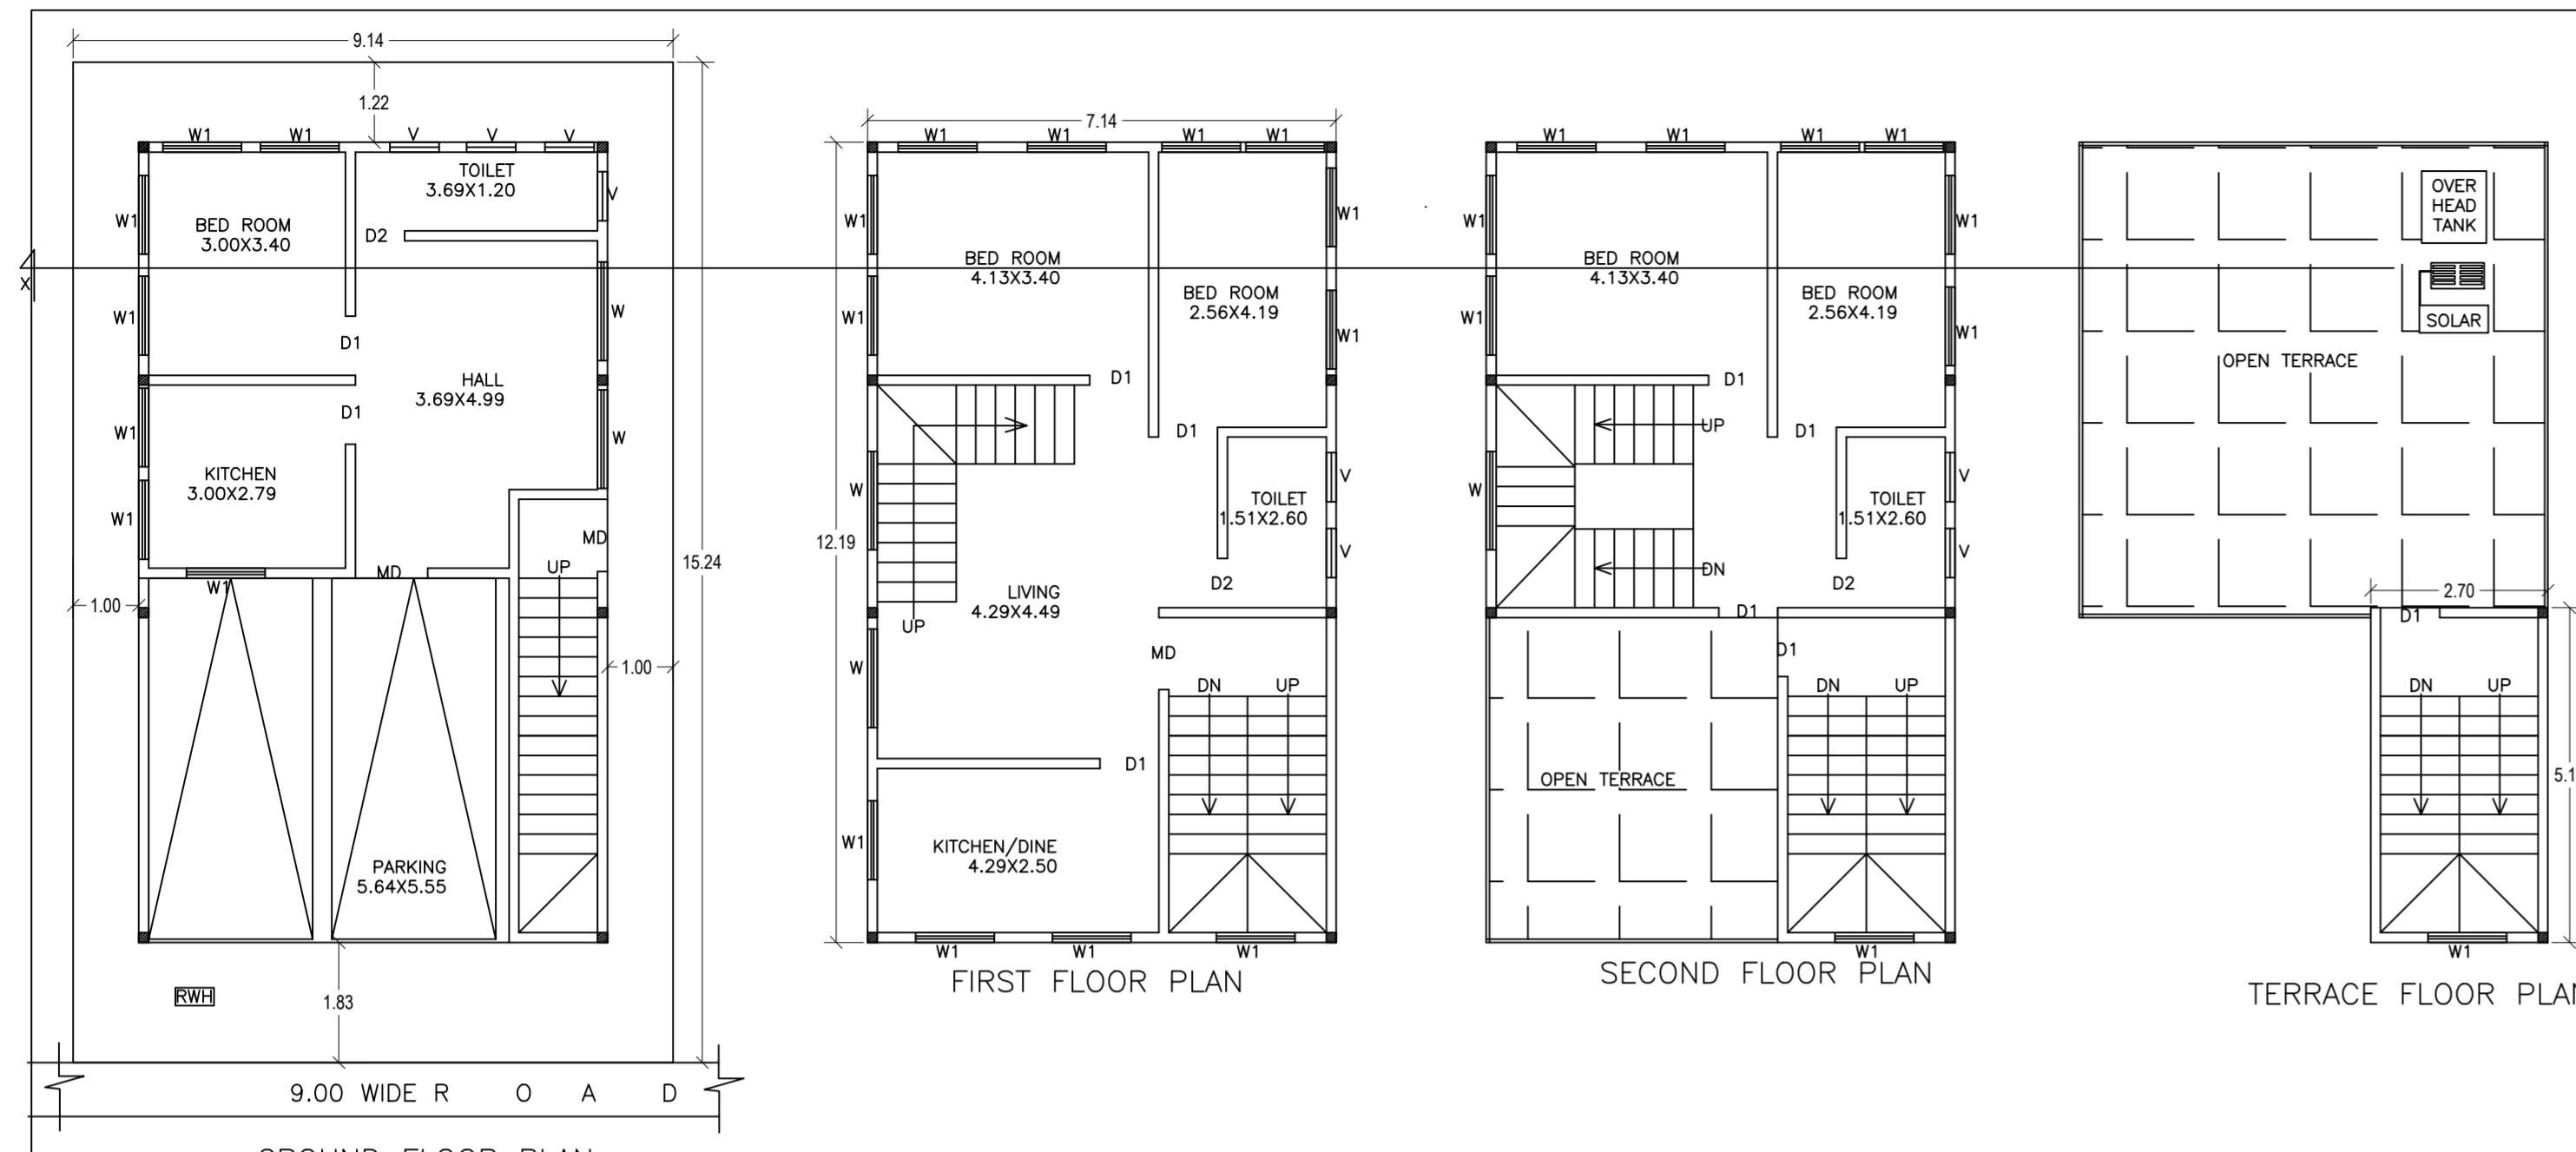 9.14
1.22
W1
W1
V
V
V
TOILET
3.69X1.20
V
W1
BED ROOM
3.00X3.40
D2
X
W1
W
D1
HALL
3.69X4.99
D1
W1
W
KITCHEN
3.00X2.79
W1
MD
15.24
UP
MD
W1
1.00
1.00
PARKING
5.64X5.55
RWH
1.83
9.00 WIDE R O A D
GROUND FLOOR PLAN
7.14
W1
W1
W1
W1
W1
W1
BED ROOM
4.13X3.40
BED ROOM
2.56X4.19
W1
W1
D1
D1
V
W
TOILET
1.51X2.60
12.19
V
D2
LIVING
4.29X4.49
UP
MD
W
DN
UP
D1
W1
KITCHEN/DINE
4.29X2.50
W1
W1
W1
FIRST FLOOR PLAN
W1
W1
W1
W1
W1
W1
BED ROOM
4.13X3.40
BED ROOM
2.56X4.19
W1
W1
D1
UP
D1
V
W
TOILET
1.51X2.60
V
DN
D2
D1
D1
DN
UP
OPEN TERRACE
W1
SECOND FLOOR PLAN
OVER
HEAD
TANK
SOLAR
OPEN TERRACE
2.70
D1
DN
UP
5.1
W1
TERRACE FLOOR PLAN